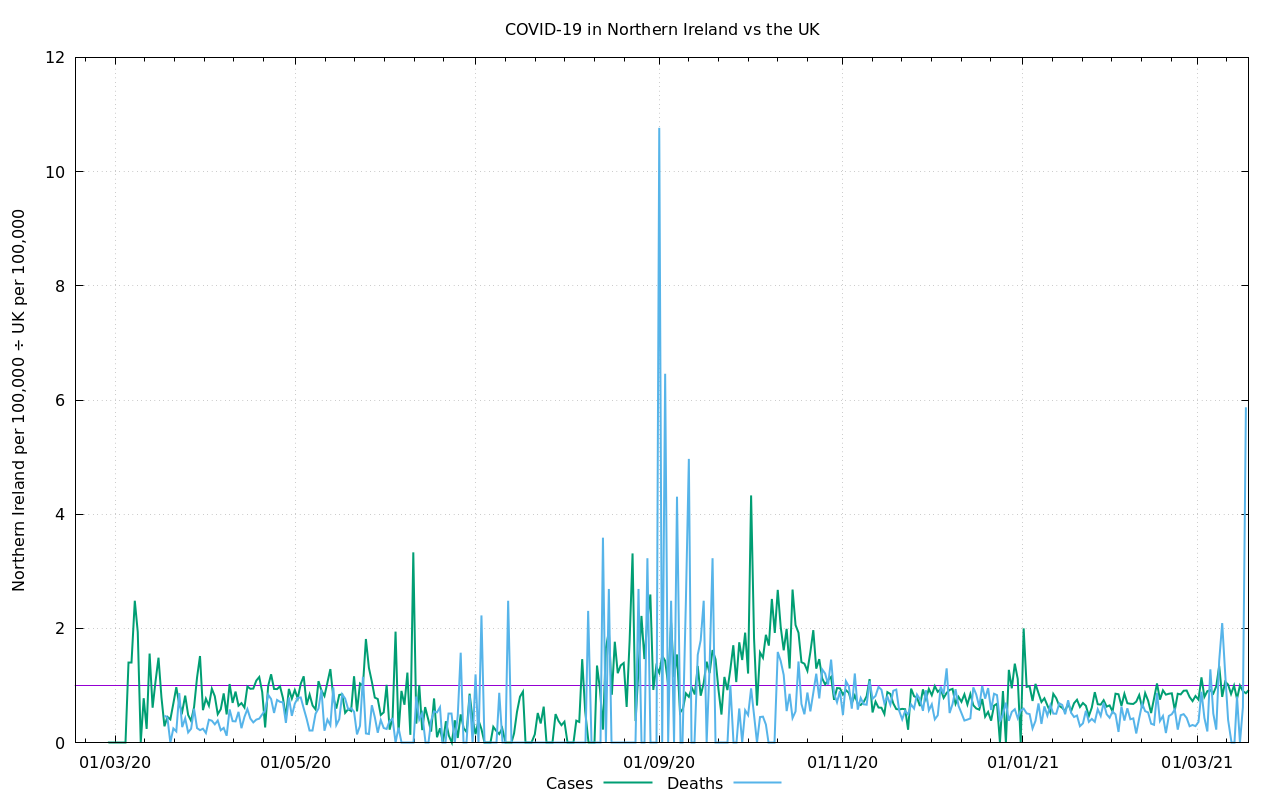 COVID-19 in Northern Ireland vs the UK
Northern Ireland per 100,000 ÷ UK per 100,000
12
10
8
6
4
2
0
01/03/20 01/05/20 01/07/20 01/09/20 01/11/20 01/01/21 01/03/21
Cases Deaths